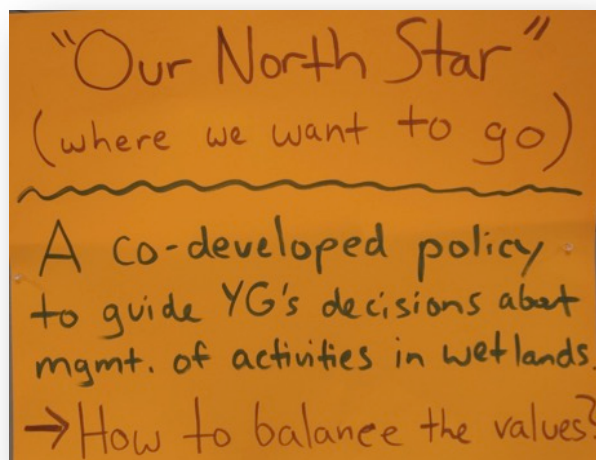 "Our North Star"
(where we want to go)
A co-developed policy
to guide YG's decisions about
mgmt. of activities in wetlands.
→ How to balance the values?